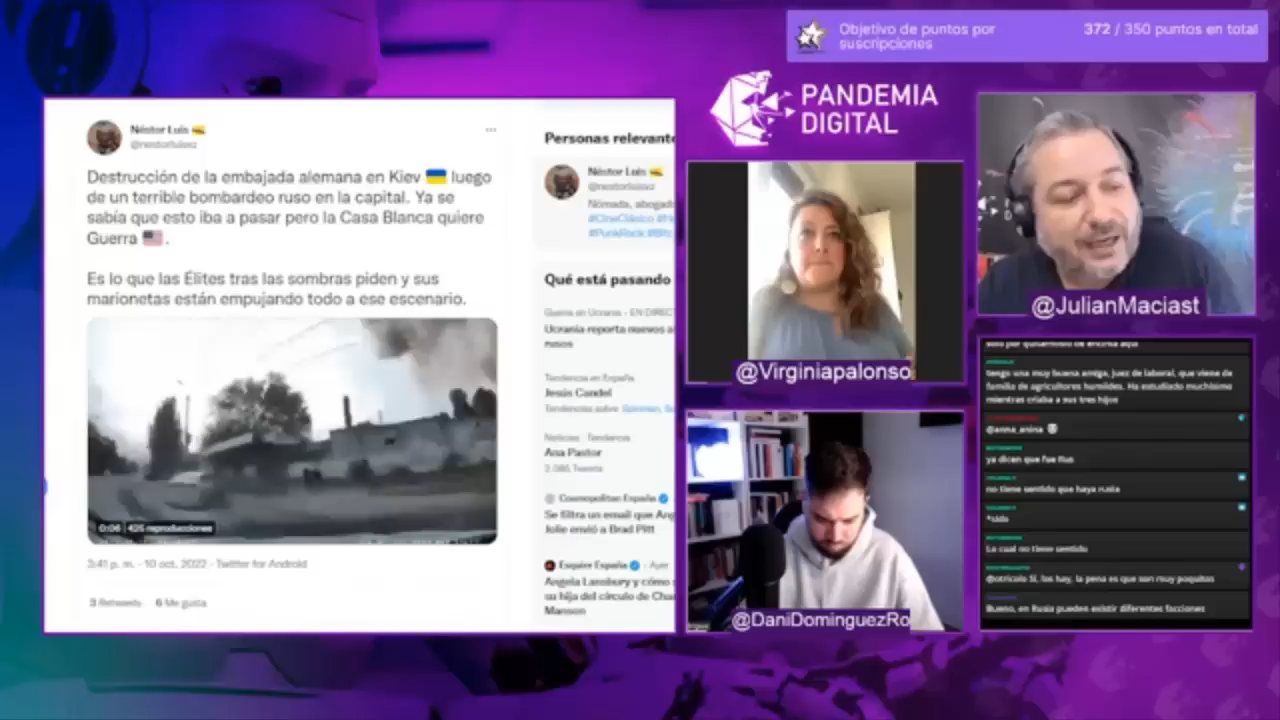 Objetivo de puntos por
suscripciones
372 / 350 puntos en total
PANDEMIA
DIGITAL
Néstor Luis
@nestorluisz
Destrucción de la embajada alemana en Kiev 🇺🇦 luego
de un terrible bombardeo ruso en la capital. Ya se
sabía que esto iba a pasar pero la Casa Blanca quiere
Guerra 🇺🇸.
Es lo que las Élites tras las sombras piden y sus
marionetas están empujando todo a ese escenario.
0:06 425 reproducciones
3:41 p. m. · 10 oct. 2022 · Twitter for Android
3 Retweets 6 Me gusta
Personas relevante
Néstor Luis
Nómada, abogad
#CineClásico
#PunkRock
Qué está pasando
Guerra en Ucrania · EN DIREC
Ucrania reporta nuevos a
rusos
Tendencia en España
Jesús Candel
Tendencias sobre
Noticias · Tendencia
Ana Pastor
2.085 Tweets
Cosmopolitan España
Se filtra un email que Ang
Jolie envió a Brad Pitt
Esquire España · Ayer
Angela Lansbury y cómo s
su hija del círculo de Cha
Manson
@Virginiapalonso
@JulianMaciast
@DaniDominguezRo
tengo una muy buena amiga, juez de laboral, que viene de
familia de agricultores humildes. Ha estudiado muchísimo
mientras criaba a sus tres hijos
@anna_anina
ya dicen que fue Rus
no tiene sentido que haya rusia
*sido
Lo cual no tiene sentido
@otricolo Sí, los hay, la pena es que son muy poquitos
Bueno, en Rusia pueden existir diferentes facciones